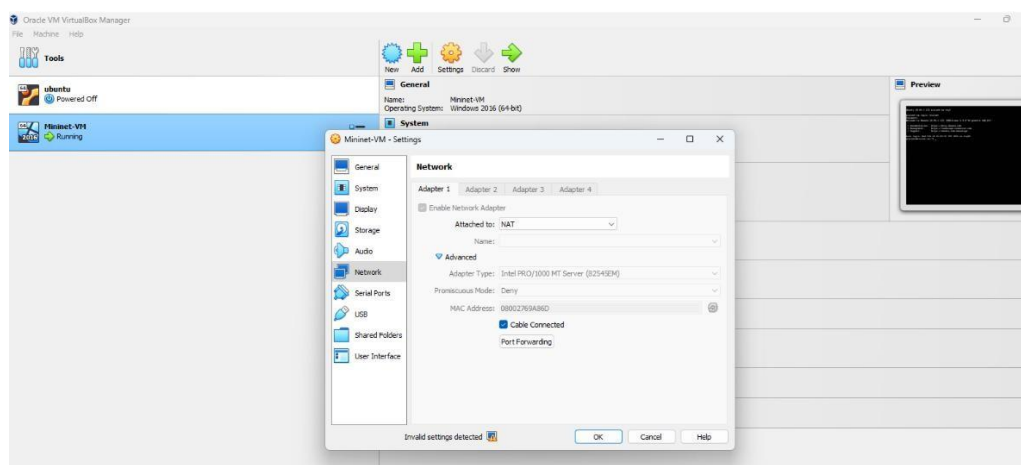 Oracle VM VirtualBox Manager
File Machine Help
Tools
New Add Settings Discard Show
64
ubuntu
Powered Off
64
2016
Mininet-VM
Running
General
Name: Mininet-VM
Operating System: Windows 2016 (64-bit)
System
Preview
Mininet-VM - Settings
General
System
Display
Storage
Audio
Network
Serial Ports
USB
Shared Folders
User Interface
Network
Adapter 1 Adapter 2 Adapter 3 Adapter 4
Enable Network Adapter
Attached to: NAT
Name:
Advanced
Adapter Type: Intel PRO/1000 MT Server (82545EM)
Promiscuous Mode: Deny
MAC Address: 08002769A86D
Cable Connected
Port Forwarding
Invalid settings detected
OK Cancel Help